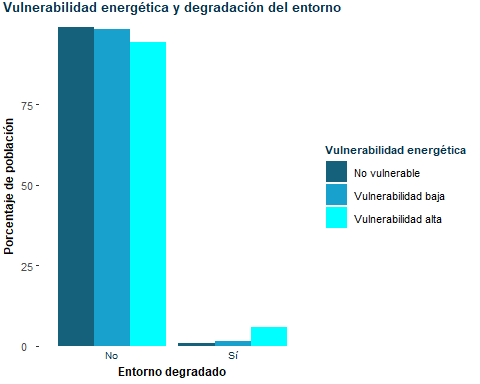 Vulnerabilidad energética y degradación del entorno
Porcentaje de población
75
50
25
0
No
Sí
Entorno degradado
Vulnerabilidad energética
No vulnerable
Vulnerabilidad baja
Vulnerabilidad alta